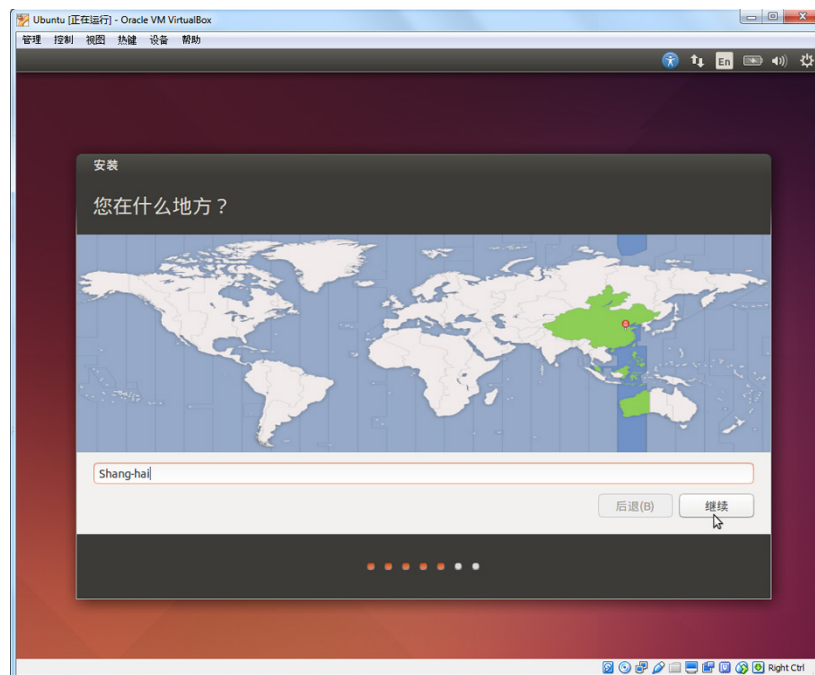 Ubuntu [正在运行] - Oracle VM VirtualBox
管理 控制 视图 热键 设备 帮助
En
安装
您在什么地方？
Shang-hai
后退(B) 继续
Right Ctrl